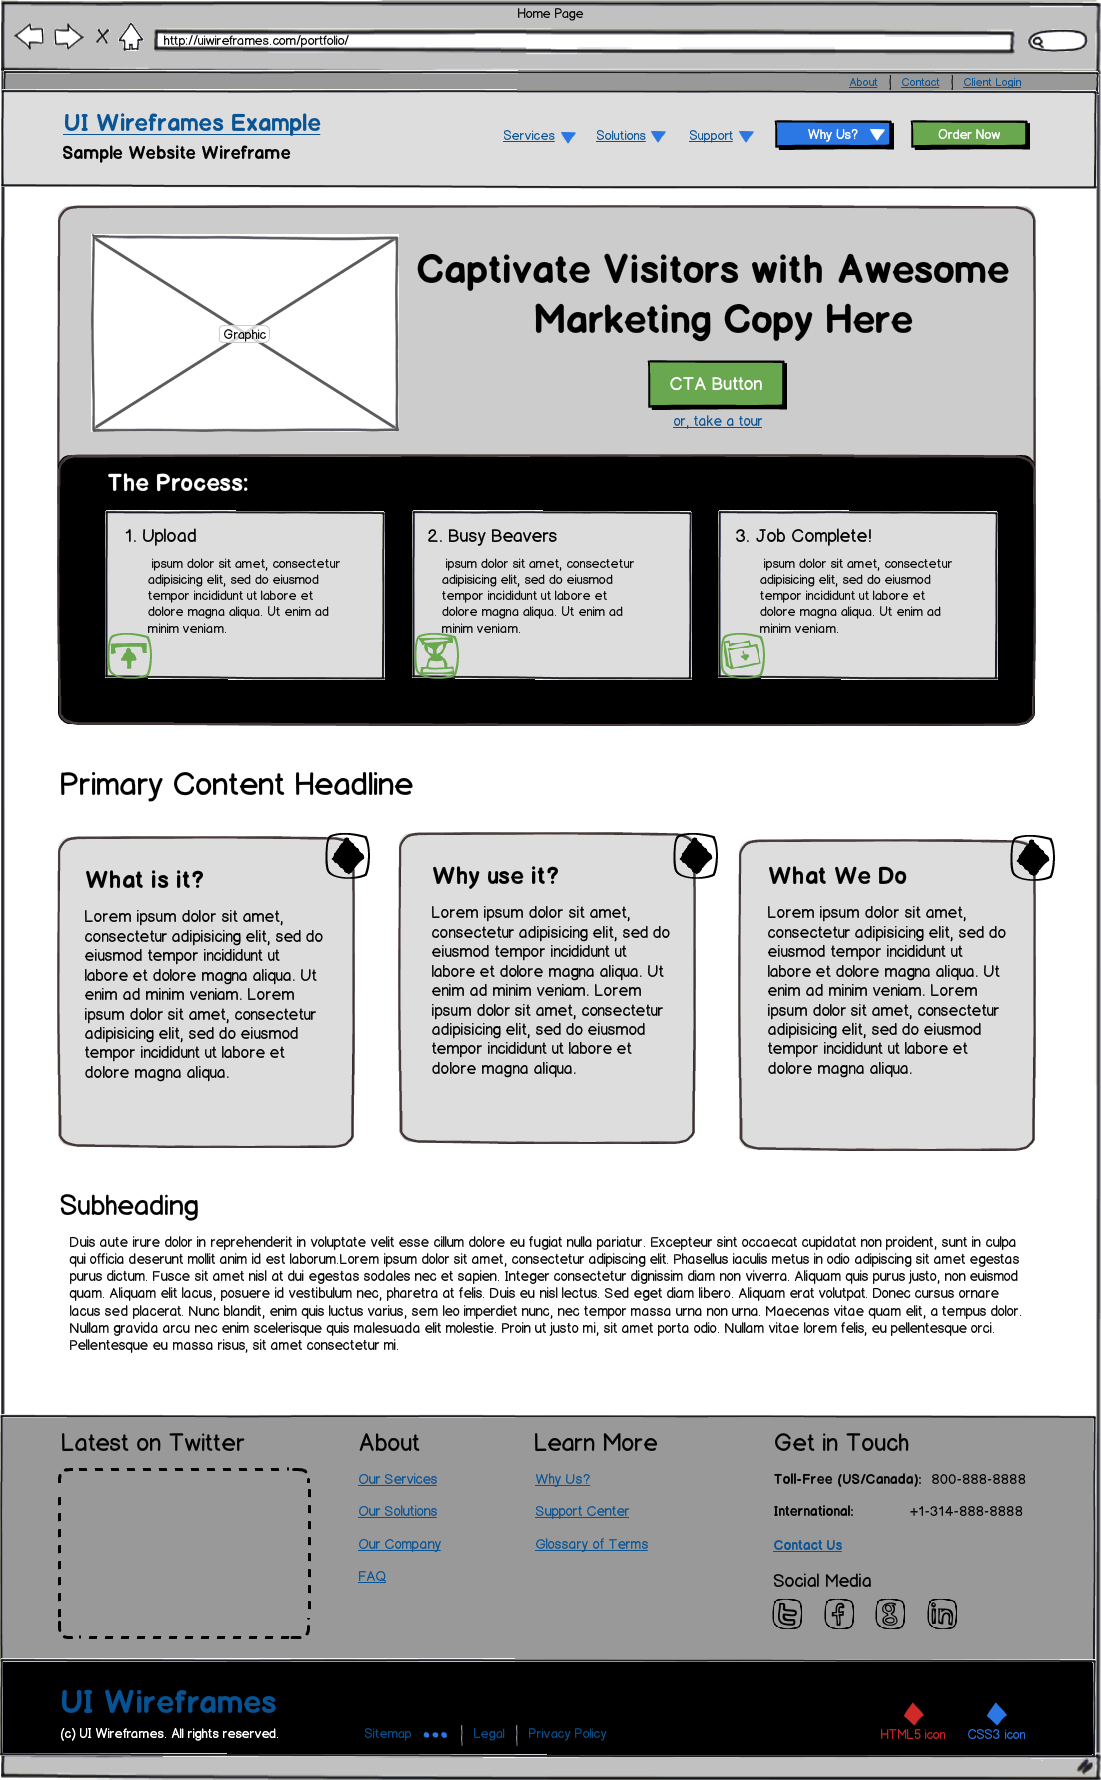 Home Page
http://uiwireframes.com/portfolio/
About
Contact
Client Login
UI Wireframes Example
Sample Website Wireframe
Services
Solutions
Support
Why Us?
Order Now
Graphic
Captivate Visitors with Awesome
Marketing Copy Here
CTA Button
or, take a tour
The Process:
1. Upload
ipsum dolor sit amet, consectetur
adipisicing elit, sed do eiusmod
tempor incididunt ut labore et
dolore magna aliqua. Ut enim ad
minim veniam.
2. Busy Beavers
ipsum dolor sit amet, consectetur
adipisicing elit, sed do eiusmod
tempor incididunt ut labore et
dolore magna aliqua. Ut enim ad
minim veniam.
3. Job Complete!
ipsum dolor sit amet, consectetur
adipisicing elit, sed do eiusmod
tempor incididunt ut labore et
dolore magna aliqua. Ut enim ad
minim veniam.
Primary Content Headline
What is it?
Lorem ipsum dolor sit amet,
consectetur adipisicing elit, sed do
eiusmod tempor incididunt ut
labore et dolore magna aliqua. Ut
enim ad minim veniam. Lorem
ipsum dolor sit amet, consectetur
adipisicing elit, sed do eiusmod
tempor incididunt ut labore et
dolore magna aliqua.
Why use it?
Lorem ipsum dolor sit amet,
consectetur adipisicing elit, sed do
eiusmod tempor incididunt ut
labore et dolore magna aliqua. Ut
enim ad minim veniam. Lorem
ipsum dolor sit amet, consectetur
adipisicing elit, sed do eiusmod
tempor incididunt ut labore et
dolore magna aliqua.
What We Do
Lorem ipsum dolor sit amet,
consectetur adipisicing elit, sed do
eiusmod tempor incididunt ut
labore et dolore magna aliqua. Ut
enim ad minim veniam. Lorem
ipsum dolor sit amet, consectetur
adipisicing elit, sed do eiusmod
tempor incididunt ut labore et
dolore magna aliqua.
Subheading
Duis aute irure dolor in reprehenderit in voluptate velit esse cillum dolore eu fugiat nulla pariatur. Excepteur sint occaecat cupidatat non proident, sunt in culpa
qui officia deserunt mollit anim id est laborum.Lorem ipsum dolor sit amet, consectetur adipiscing elit. Phasellus iaculis metus in odio adipiscing sit amet egestas
purus dictum. Fusce sit amet nisl at dui egestas sodales nec et sapien. Integer consectetur dignissim diam non viverra. Aliquam quis purus justo, non euismod
quam. Aliquam elit lacus, posuere id vestibulum nec, pharetra at felis. Duis eu nisl lectus. Sed eget diam libero. Aliquam erat volutpat. Donec cursus ornare
lacus sed placerat. Nunc blandit, enim quis luctus varius, sem leo imperdiet nunc, nec tempor massa urna non urna. Maecenas vitae quam elit, a tempus dolor.
Nullam gravida arcu nec enim scelerisque quis malesuada elit molestie. Proin ut justo mi, sit amet porta odio. Nullam vitae lorem felis, eu pellentesque orci.
Pellentesque eu massa risus, sit amet consectetur mi.
Latest on Twitter
About
Our Services
Our Solutions
Our Company
FAQ
Learn More
Why Us?
Support Center
Glossary of Terms
Get in Touch
Toll-Free (US/Canada): 800-888-8888
International: +1-314-888-8888
Contact Us
Social Media
t f g in
UI Wireframes
(c) UI Wireframes. All rights reserved.
Sitemap
Legal
Privacy Policy
HTML5 icon
CSS3 icon